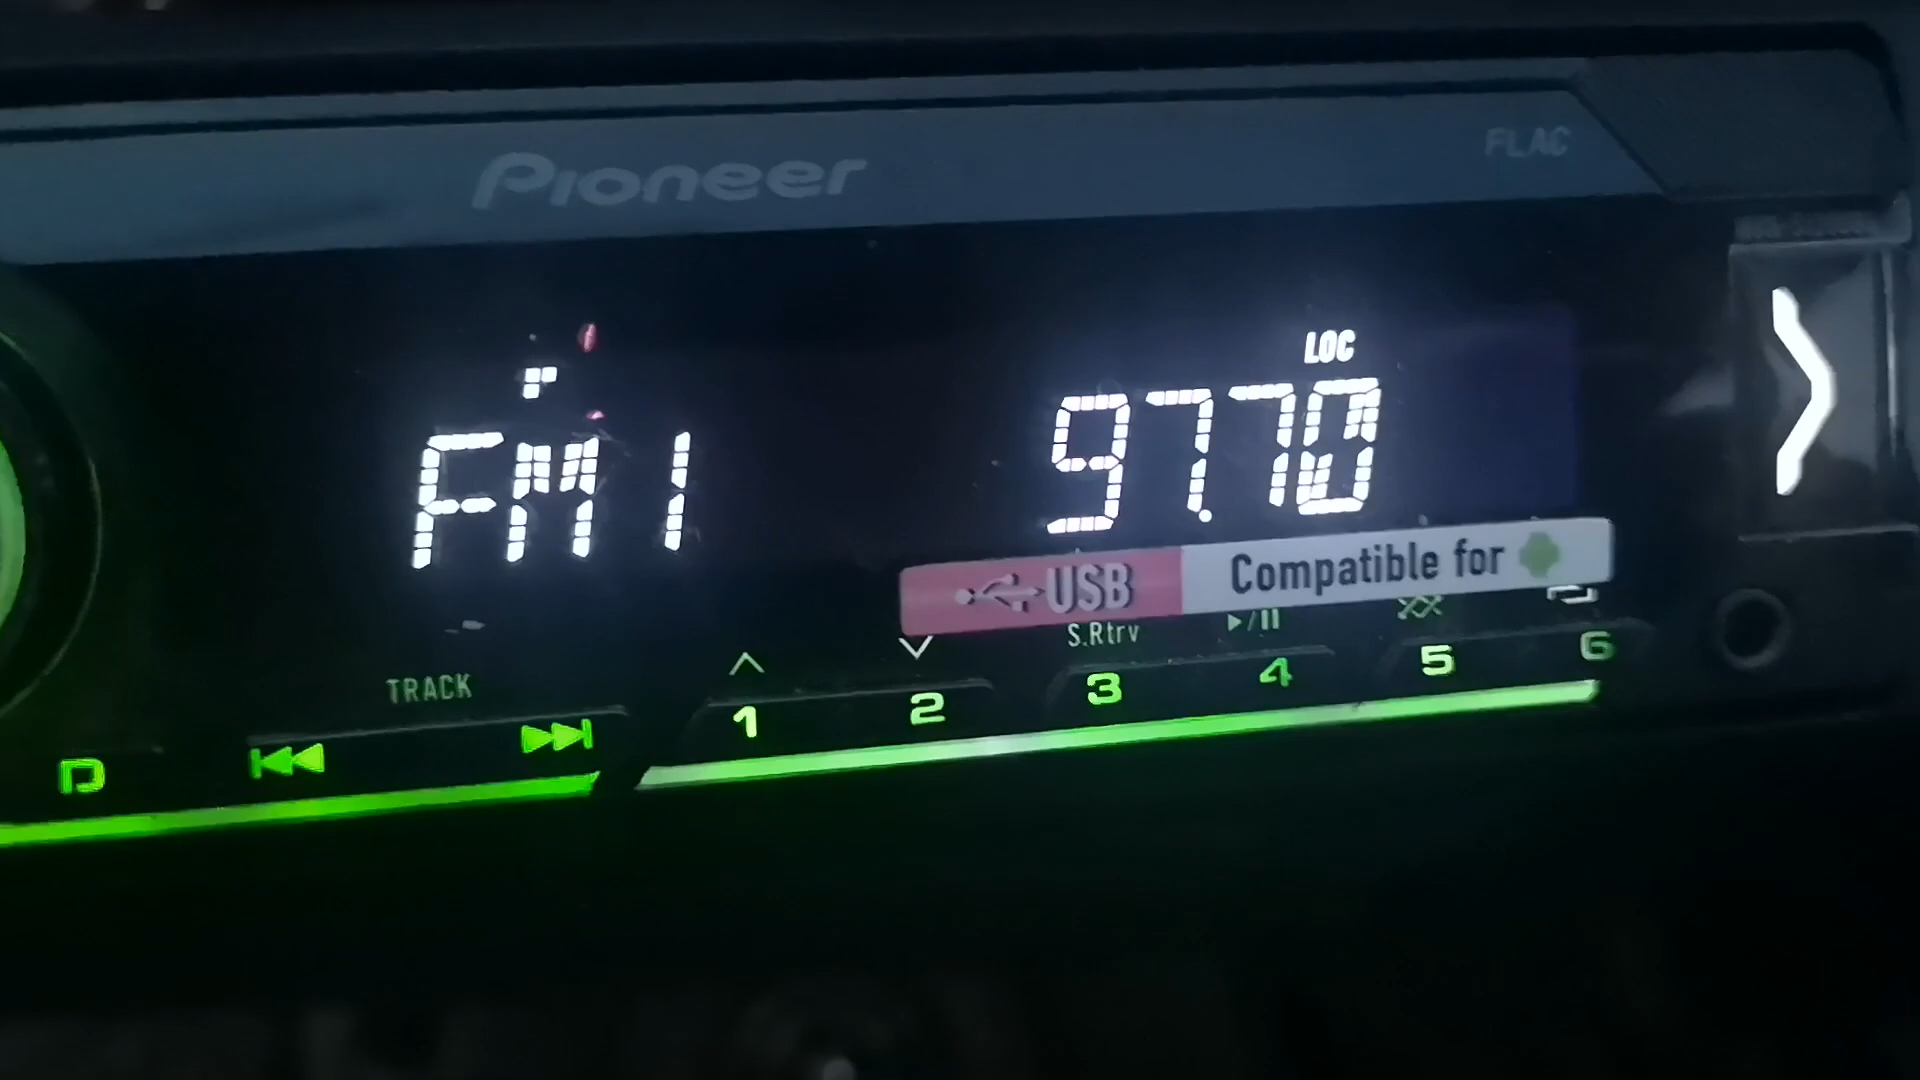 Pioneer
FLAC
LOC
FM1 97.70
USB Compatible for
S.Rtrv
TRACK
1 2 3 4 5 6